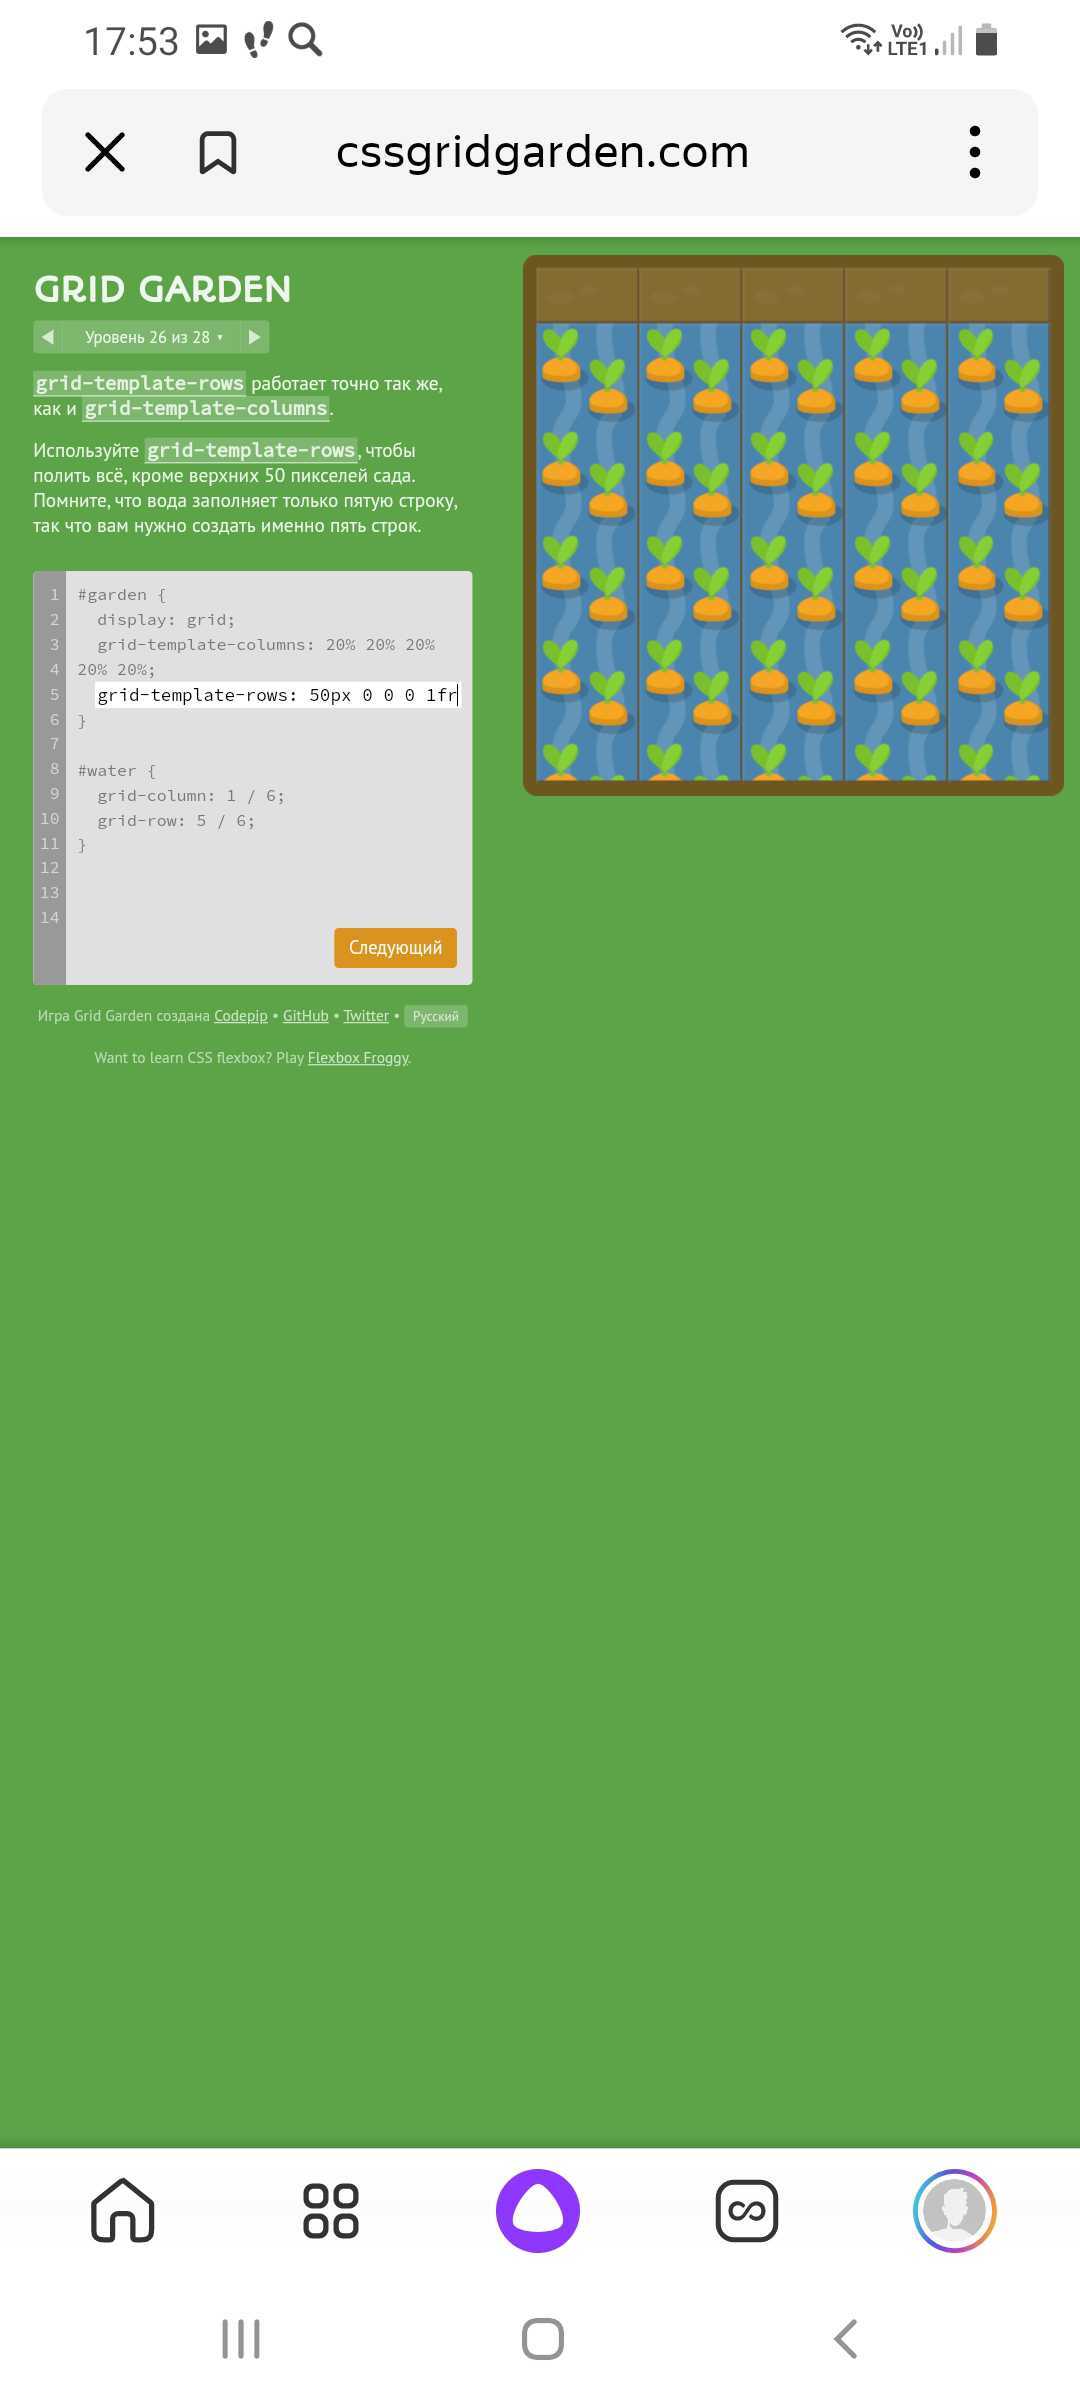 17:53
Vo))
LTE1
cssgridgarden.com
GRID GARDEN
Уровень 26 из 28
grid-template-rows работает точно так же,
как и grid-template-columns.
Используйте grid-template-rows, чтобы
полить всё, кроме верхних 50 пикселей сада.
Помните, что вода заполняет только пятую строку,
так что вам нужно создать именно пять строк.
1 #garden {
2 display: grid;
3 grid-template-columns: 20% 20% 20%
4 20% 20%;
5 grid-template-rows: 50px 0 0 0 1fr
6 }
7
8 #water {
9 grid-column: 1 / 6;
10 grid-row: 5 / 6;
11 }
12
13
14
Следующий
Игра Grid Garden создана Codepip • GitHub • Twitter • Русский
Want to learn CSS flexbox? Play Flexbox Froggy.